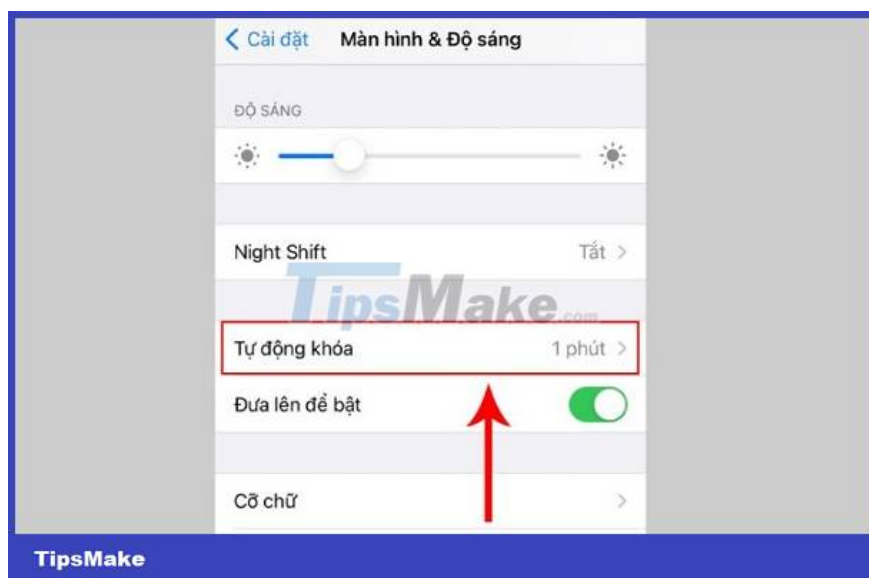 Cài đặt Màn hình & Độ sáng
ĐỘ SÁNG
Night Shift Tắt
TipsMake.com
Tự động khóa 1 phút
Đưa lên để bật
Cỡ chữ
TipsMake